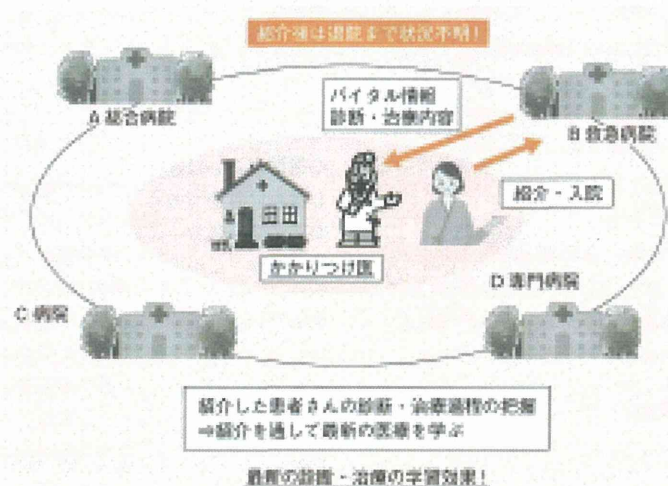 紹介後は退院まで状況不明！
A 総合病院
バイタル情報
診断・治療内容
B 救急病院
紹介・入院
かかりつけ医
D 専門病院
C 病院
紹介した患者さんの診断・治療過程の把握
⇒紹介を通して最新の医療を学ぶ
最新の診断・治療の学習効果！